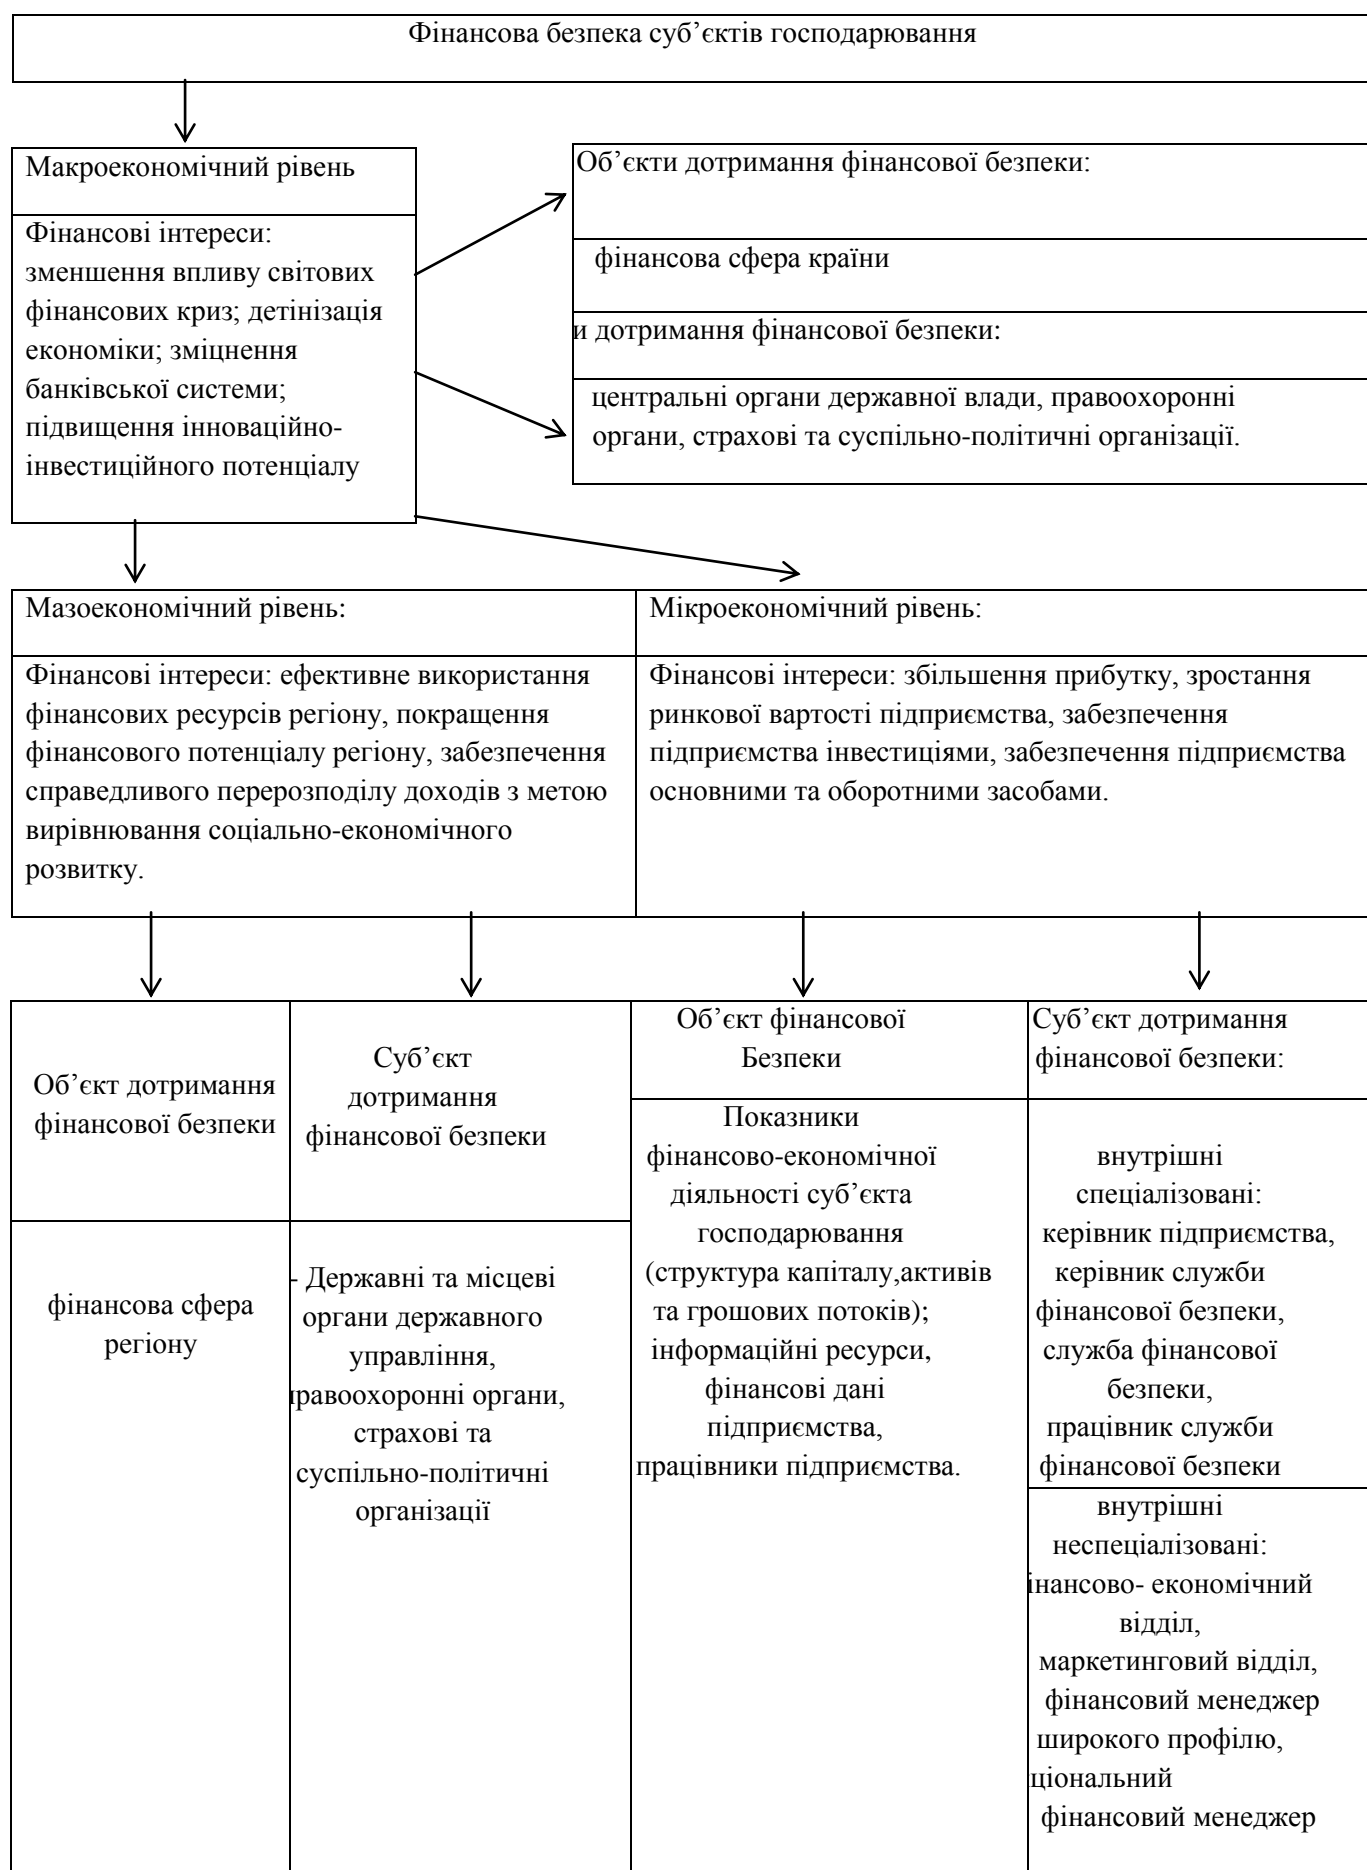 Фінансова безпека суб’єктів господарювання
Макроекономічний рівень
Фінансові інтереси:
зменшення впливу світових
фінансових криз; детінізація
економіки; зміцнення
банківської системи;
підвищення інноваційно-
інвестиційного потенціалу
Об’єкти дотримання фінансової безпеки:
фінансова сфера країни
и дотримання фінансової безпеки:
центральні органи державної влади, правоохоронні
органи, страхові та суспільно-політичні організації.
Мазоекономічний рівень:
Фінансові інтереси: ефективне використання
фінансових ресурсів регіону, покращення
фінансового потенціалу регіону, забезпечення
справедливого перерозподілу доходів з метою
вирівнювання соціально-економічного
розвитку.
Мікроекономічний рівень:
Фінансові інтереси: збільшення прибутку, зростання
ринкової вартості підприємства, забезпечення
підприємства інвестиціями, забезпечення підприємства
основними та оборотними засобами.
Об’єкт дотримання
фінансової безпеки
фінансова сфера
регіону
Суб’єкт
дотримання
фінансової безпеки
- Державні та місцеві
органи державного
управління,
равоохоронні органи,
страхові та
суспільно-політичні
організації
Об’єкт фінансової
Безпеки
Показники
фінансово-економічної
діяльності суб’єкта
господарювання
(структура капіталу,активів
та грошових потоків);
інформаційні ресурси,
фінансові дані
підприємства,
працівники підприємства.
Суб’єкт дотримання
фінансової безпеки:
внутрішні
спеціалізовані:
керівник підприємства,
керівник служби
фінансової безпеки,
служба фінансової
безпеки,
працівник служби
фінансової безпеки
внутрішні
неспеціалізовані:
інансово- економічний
відділ,
маркетинговий відділ,
фінансовий менеджер
широкого профілю,
ціональний
фінансовий менеджер